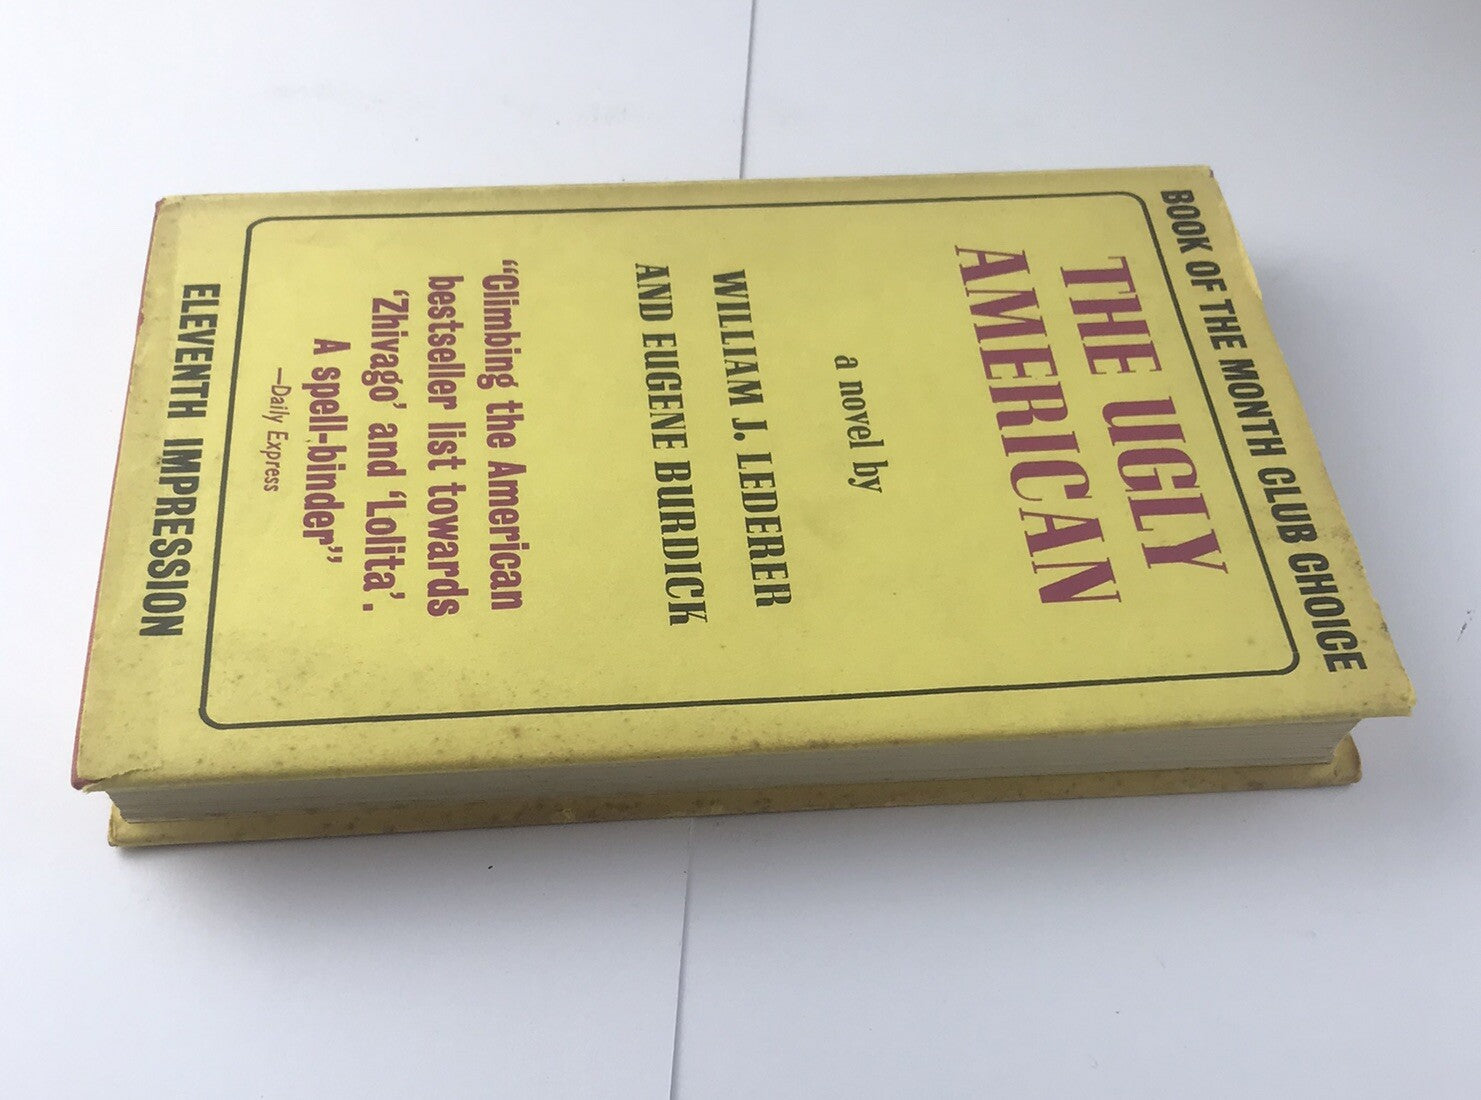 BOOK OF THE MONTH CLUB CHOICE
THE UGLY
AMERICAN
a novel by
WILLIAM J. LEDERER
AND EUGENE BURDICK
“Climbing the American
bestseller list towards
‘Zhivago’ and ‘Lolita’.
A spell-binder”
—Daily Express
ELEVENTH IMPRESSION